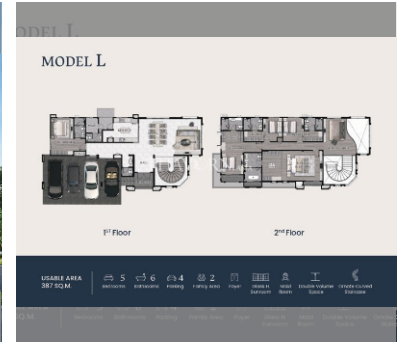 MODEL L
1st Floor
2nd Floor
USABLE AREA
387 SQ.M.
5
Bedrooms
6
Bathrooms
4
Parking
2
Family Area
Foyer
Walk In
Sunroom
Maid
Room
Double Volume
Space
Ornate Curved
Staircase